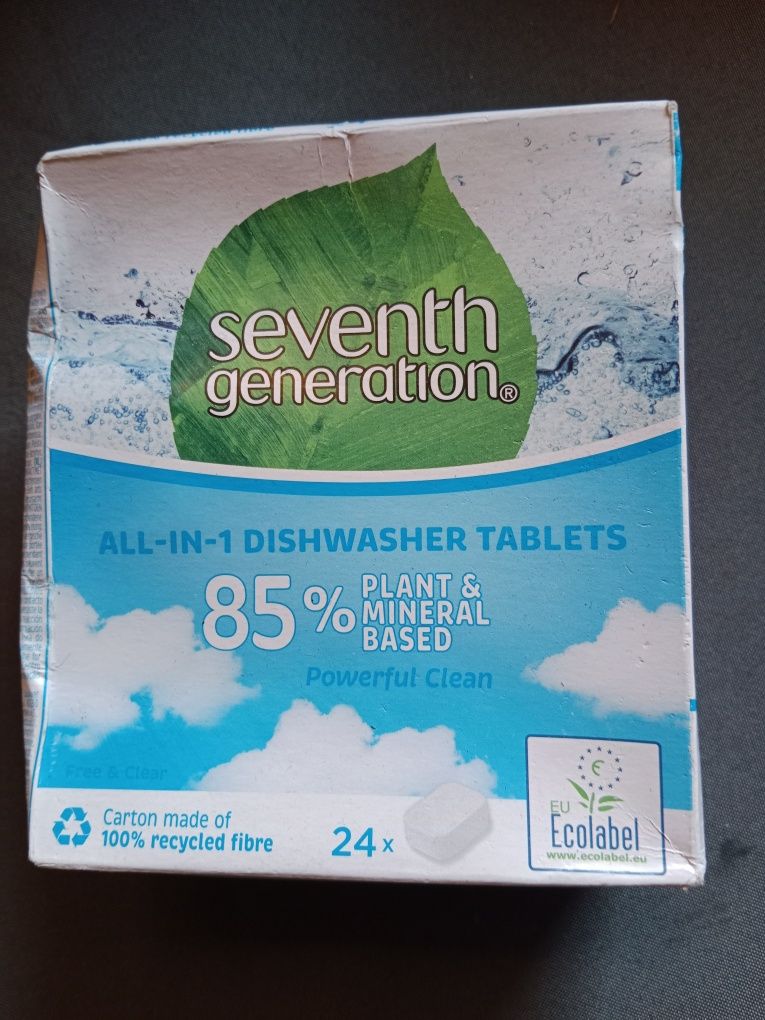 seventh
generation®
ALL-IN-1 DISHWASHER TABLETS
85% PLANT &
MINERAL
BASED
Powerful Clean
Free & Clear
Carton made of
100% recycled fibre
24x
EU
Ecolabel
www.ecolabel.eu